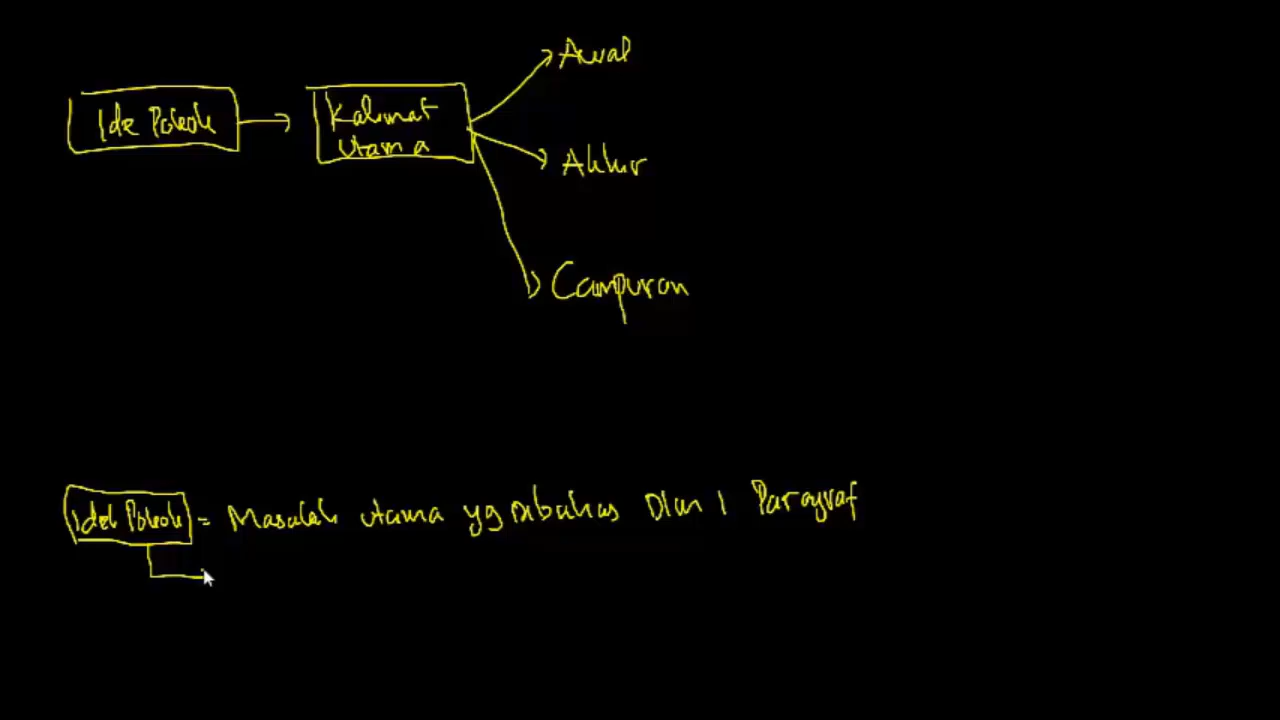 Awal
Ide Pokok
Kalimat
Utama
Akhir
Campuran
Ide Pokok = Masalah utama yg Dibahas Dlm 1 Paragraf